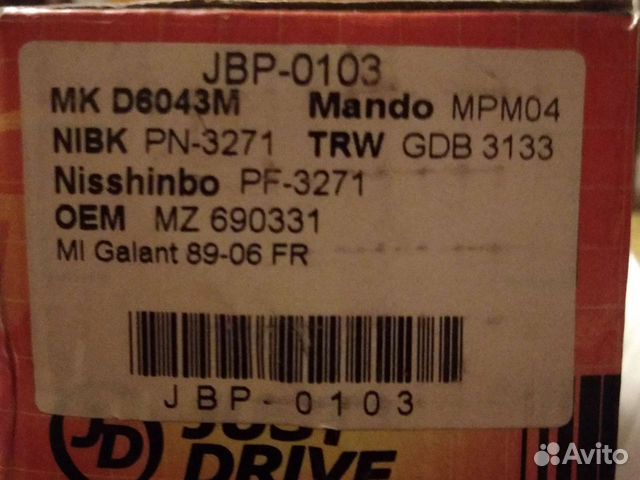 JBP-0103
MK D6043M Mando MPM04
NIBK PN-3271 TRW GDB 3133
Nisshinbo PF-3271
OEM MZ 690331
MI Galant 89-06 FR
JBP-0103
JD JUST
DRIVE
Avito